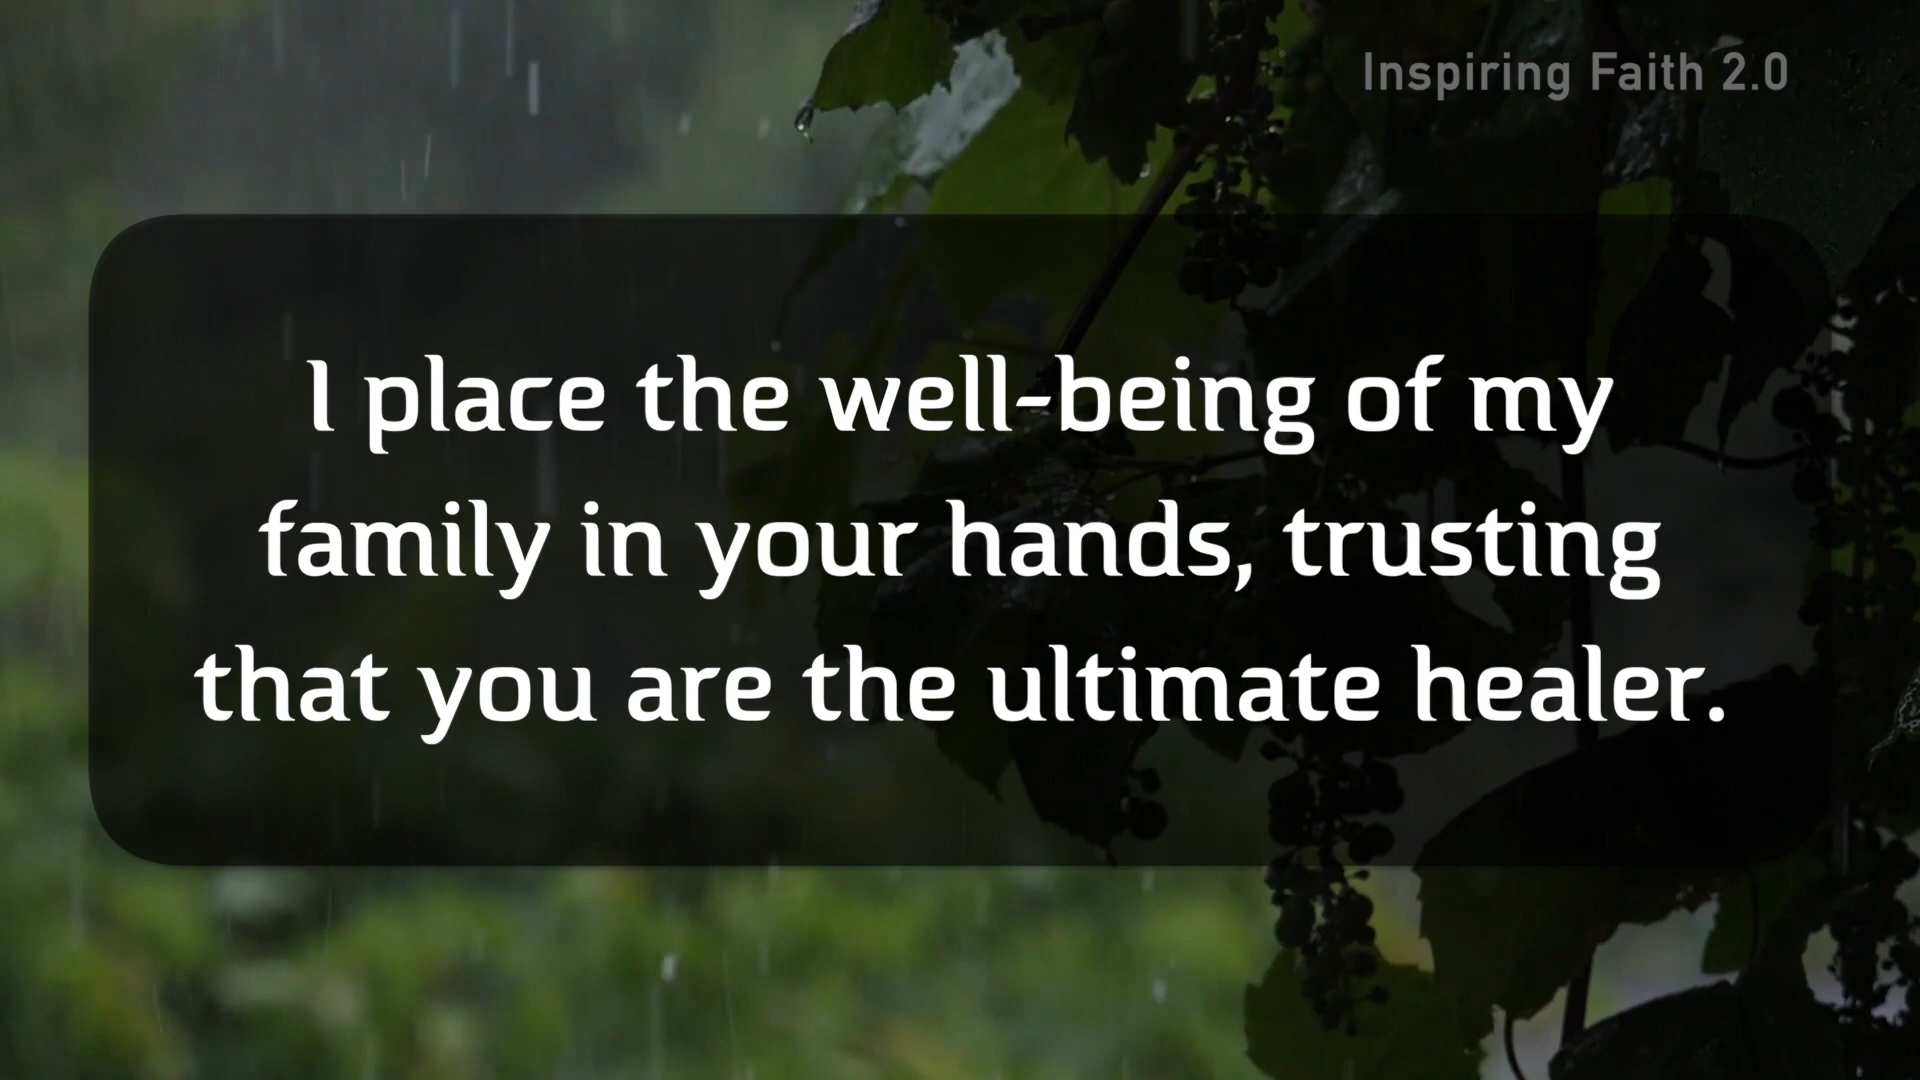 Inspiring Faith 2.0
I place the well-being of my
family in your hands, trusting
that you are the ultimate healer.